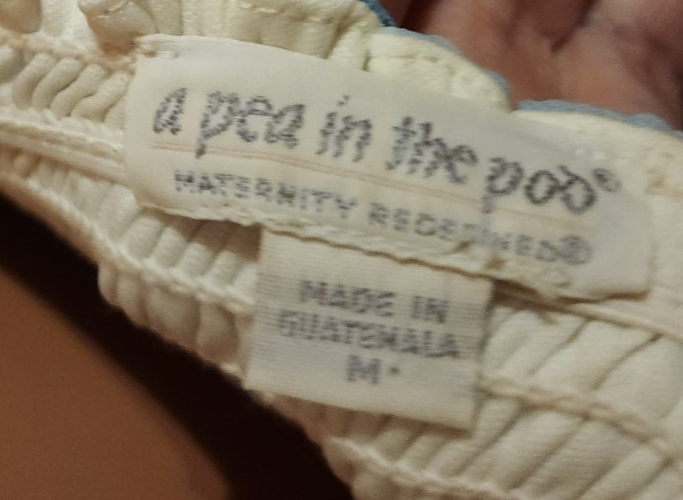 a pea in the pod®
MATERNITY REDEFINED®
MADE IN
GUATEMALA
M